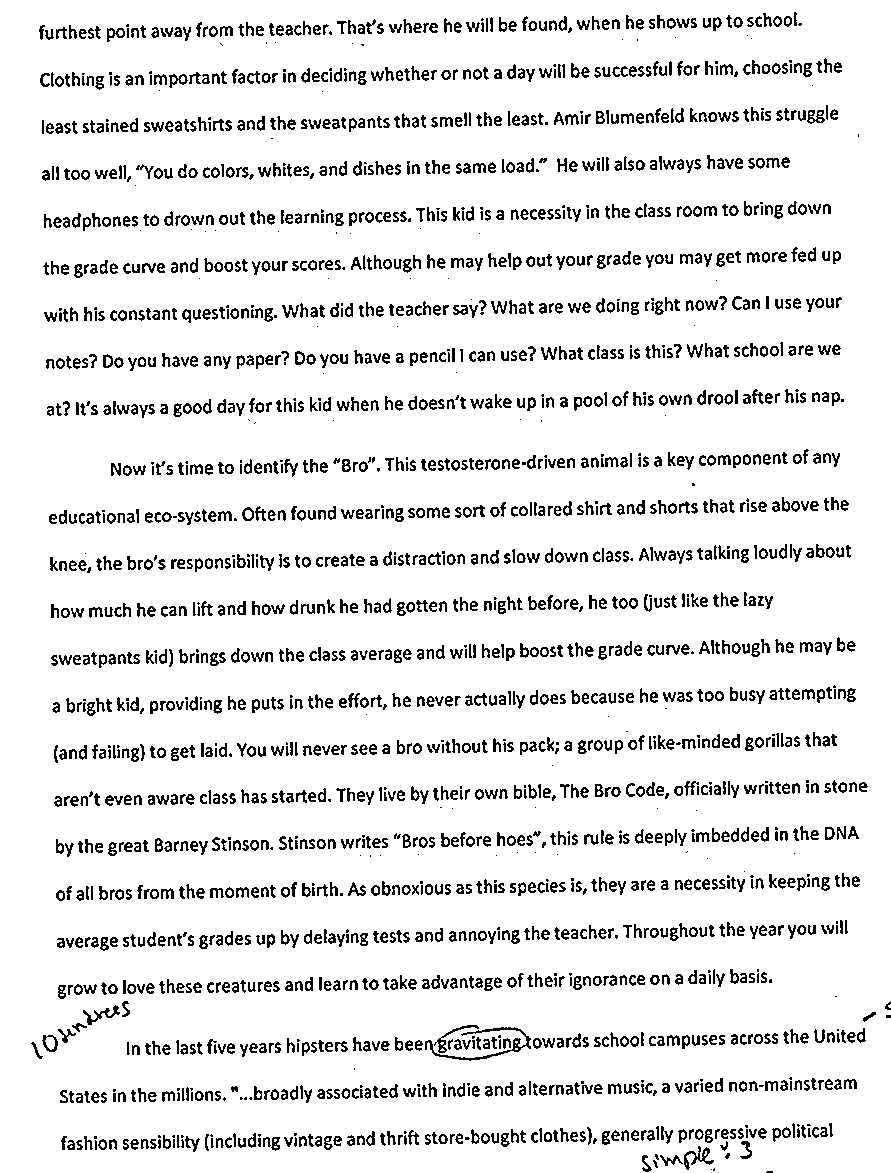 furthest point away from the teacher. That's where he will be found, when he shows up to school.
Clothing is an important factor in deciding whether or not a day will be successful for him, choosing the
least stained sweatshirts and the sweatpants that smell the least. Amir Blumenfeld knows this struggle
all too well, "You do colors, whites, and dishes in the same load." He will also always have some
headphones to drown out the learning process. This kid is a necessity in the class room to bring down
the grade curve and boost your scores. Although he may help out your grade you may get more fed up
with his constant questioning. What did the teacher say? What are we doing right now? Can I use your
notes? Do you have any paper? Do you have a pencil I can use? What class is this? What school are we
at? It's always a good day for this kid when he doesn't wake up in a pool of his own drool after his nap.
Now it's time to identify the "Bro". This testosterone-driven animal is a key component of any
educational eco-system. Often found wearing some sort of collared shirt and shorts that rise above the
knee, the bro's responsibility is to create a distraction and slow down class. Always talking loudly about
how much he can lift and how drunk he had gotten the night before, he too (just like the lazy
sweatpants kid) brings down the class average and will help boost the grade curve. Although he may be
a bright kid, providing he puts in the effort, he never actually does because he was too busy attempting
(and failing) to get laid. You will never see a bro without his pack; a group of like-minded gorillas that
aren't even aware class has started. They live by their own bible, The Bro Code, officially written in stone
by the great Barney Stinson. Stinson writes "Bros before hoes", this rule is deeply imbedded in the DNA
of all bros from the moment of birth. As obnoxious as this species is, they are a necessity in keeping the
average student's grades up by delaying tests and annoying the teacher. Throughout the year you will
grow to love these creatures and learn to take advantage of their ignorance on a daily basis.
10
In the last five years hipsters have been gravitating towards school campuses across the United
States in the millions. "...broadly associated with indie and alternative music, a varied non-mainstream
fashion sensibility (including vintage and thrift store-bought clothes), generally progressive political
simple: 3